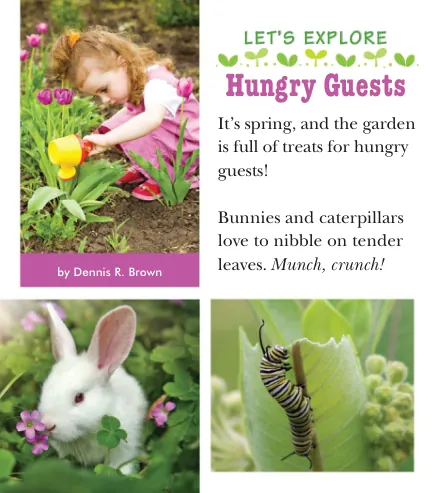 LET'S EXPLORE
Hungry Guests
It's spring, and the garden
is full of treats for hungry
guests!
Bunnies and caterpillars
love to nibble on tender
leaves. Munch, crunch!
by Dennis R. Brown